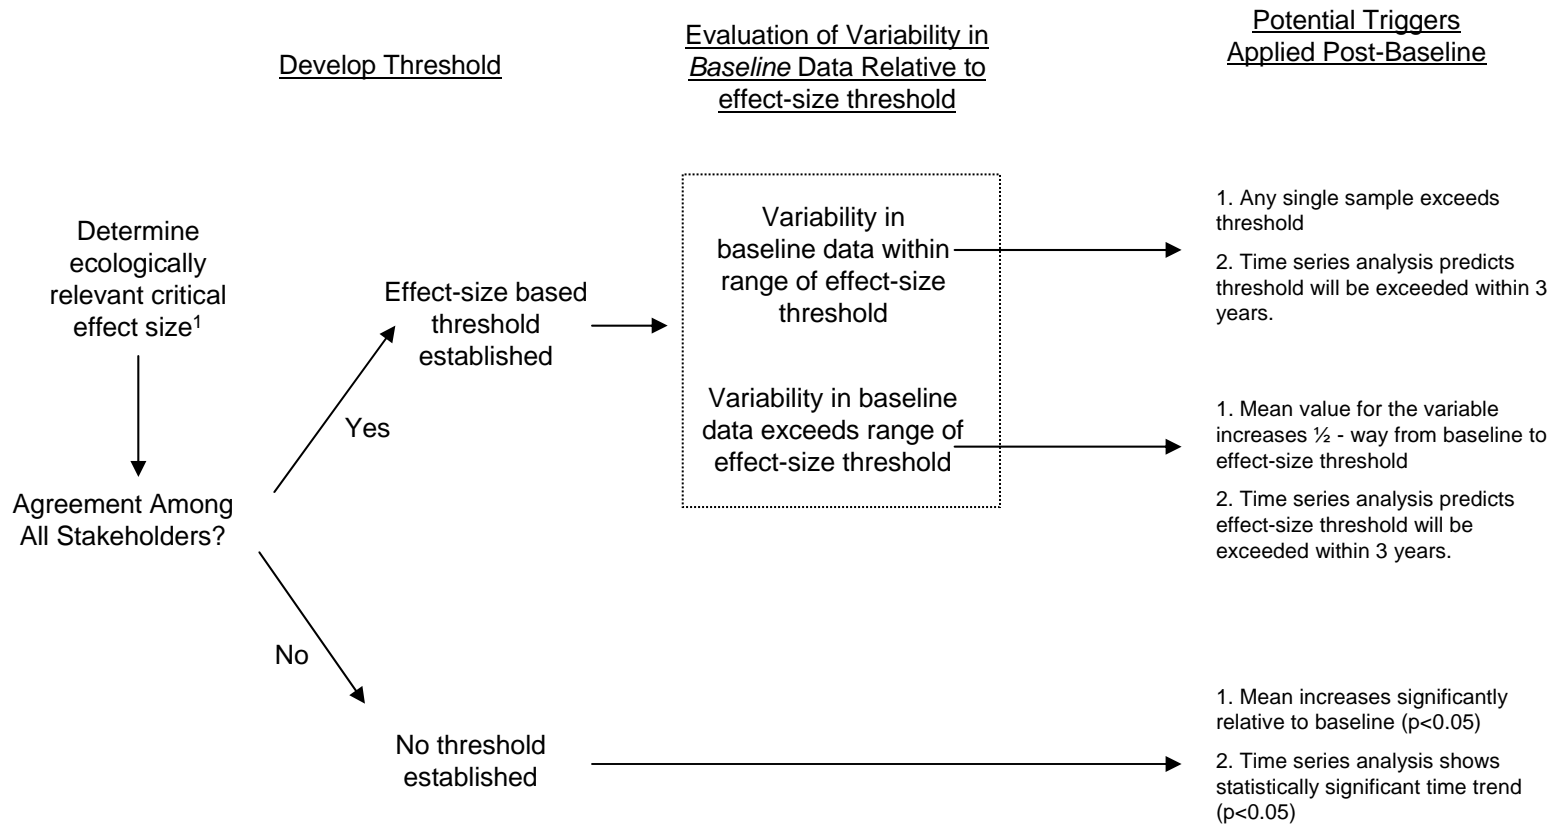 Develop Threshold
Evaluation of Variability in
Baseline Data Relative to
effect-size threshold
Potential Triggers
Applied Post-Baseline
Determine
ecologically
relevant critical
effect size¹
Agreement Among
All Stakeholders?
Yes
No
Effect-size based
threshold
established
No threshold
established
Variability in
baseline data within
range of effect-size
threshold
Variability in baseline
data exceeds range of
effect-size threshold
1. Any single sample exceeds
threshold
2. Time series analysis predicts
threshold will be exceeded within 3
years.
1. Mean value for the variable
increases ½ - way from baseline to
effect-size threshold
2. Time series analysis predicts
effect-size threshold will be
exceeded within 3 years.
1. Mean increases significantly
relative to baseline (p<0.05)
2. Time series analysis shows
statistically significant time trend
(p<0.05)